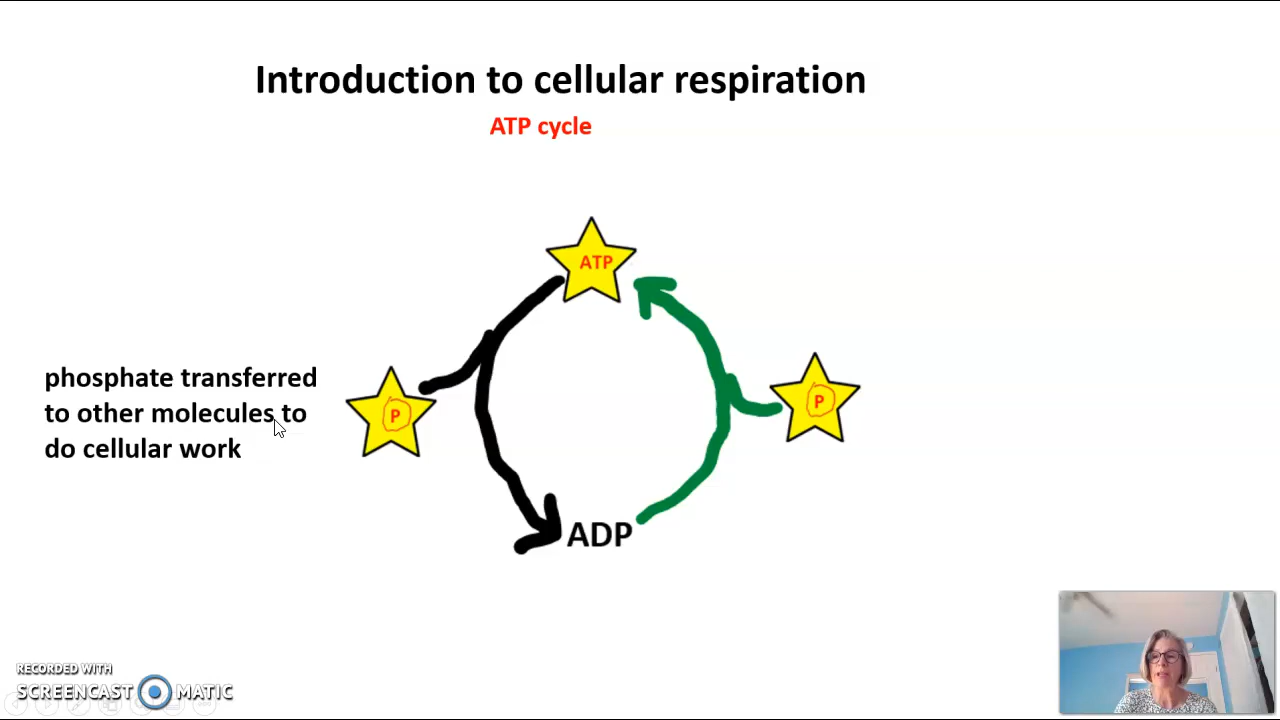 Introduction to cellular respiration
ATP cycle
ATP
phosphate transferred
to other molecules to
do cellular work
P
P
ADP
RECORDED WITH
SCREENCAST MATIC